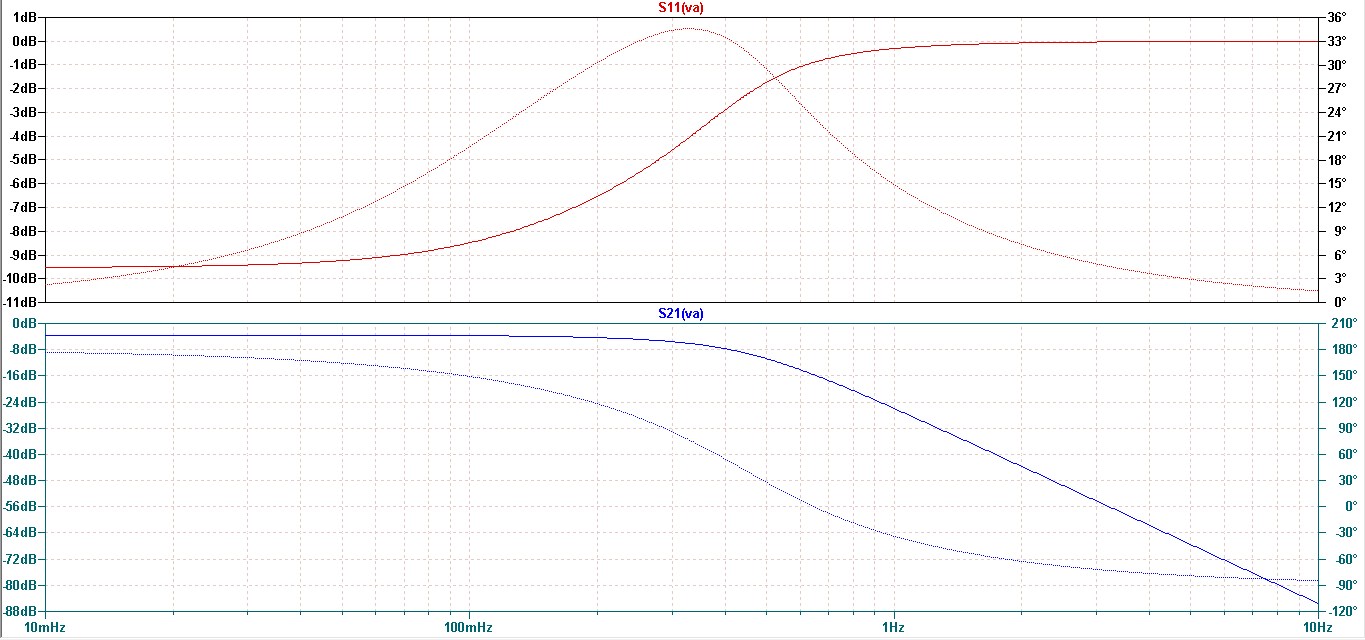 S11(va)
1dB 36°
0dB 33°
-1dB 30°
-2dB 27°
-3dB 24°
-4dB 21°
-5dB 18°
-6dB 15°
-7dB 12°
-8dB 9°
-9dB 6°
-10dB 3°
-11dB 0°
S21(va)
0dB 210°
-8dB 180°
-16dB 150°
-24dB 120°
-32dB 90°
-40dB 60°
-48dB 30°
-56dB 0°
-64dB -30°
-72dB -60°
-80dB -90°
-88dB -120°
10mHz 100mHz 1Hz 10Hz